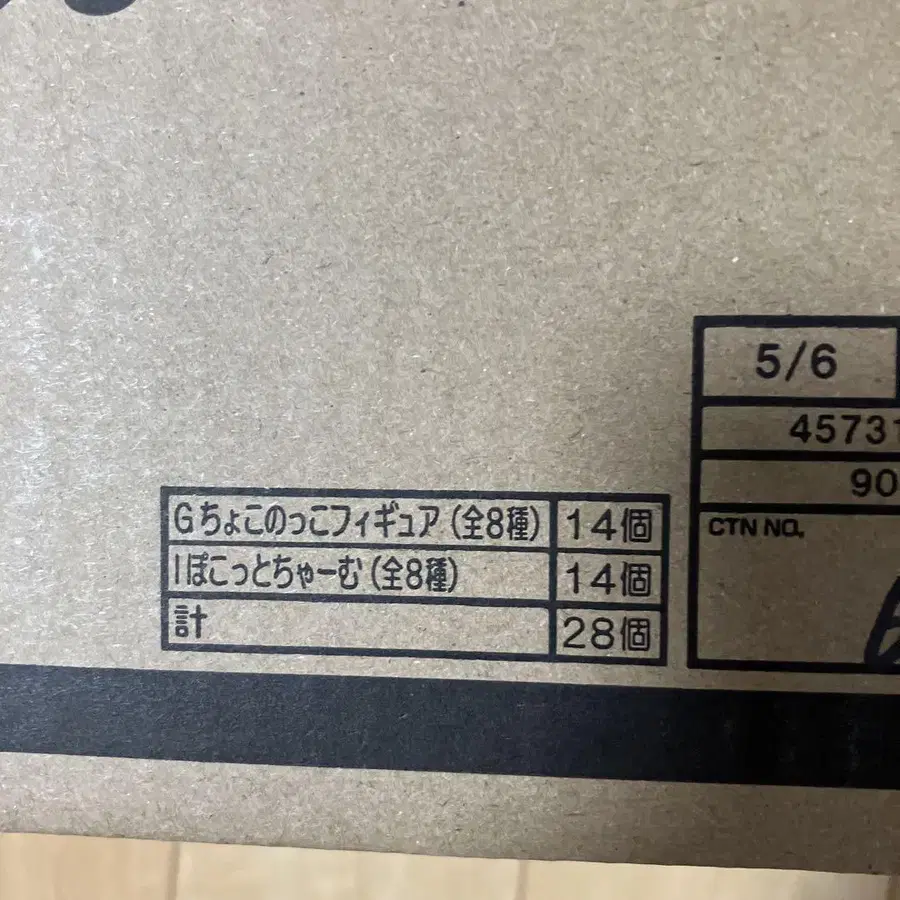 5/6
45731
90
CTN NO.
Gちょこのっこフィギュア(全8種) 14個
Iぽこっとちゃーむ(全8種) 14個
計 28個